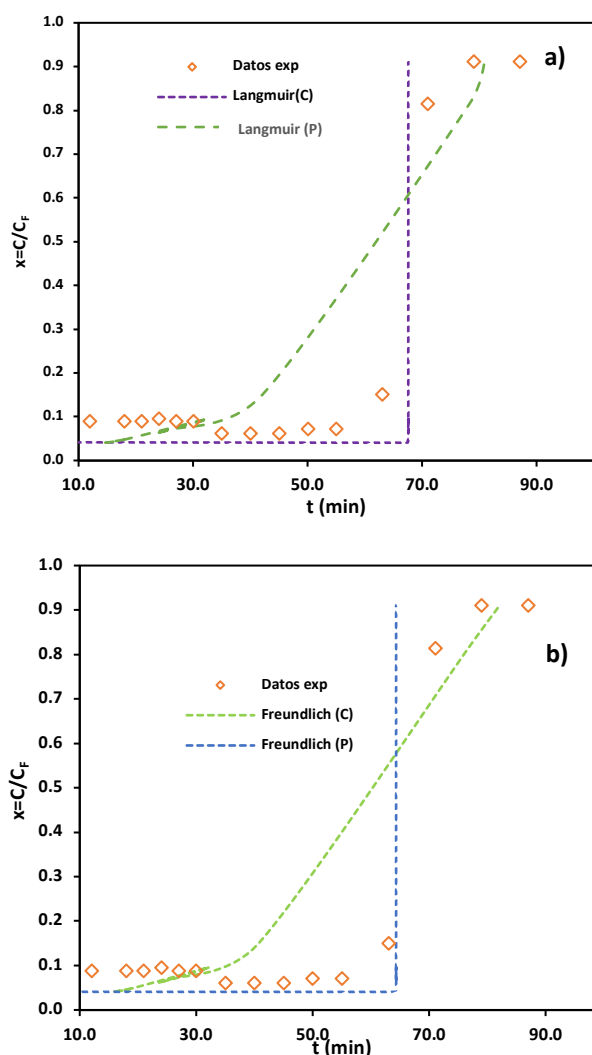 1.0
0.9
0.8
0.7
0.6
0.5
0.4
0.3
0.2
0.1
0.0
x=C/C_F
a)
Datos exp
Langmuir(C)
Langmuir (P)
10.0 30.0 50.0 70.0 90.0
t (min)
1.0
0.9
0.8
0.7
0.6
0.5
0.4
0.3
0.2
0.1
0.0
x=C/C_F
b)
Datos exp
Freundlich (C)
Freundlich (P)
10.0 30.0 50.0 70.0 90.0
t (min)